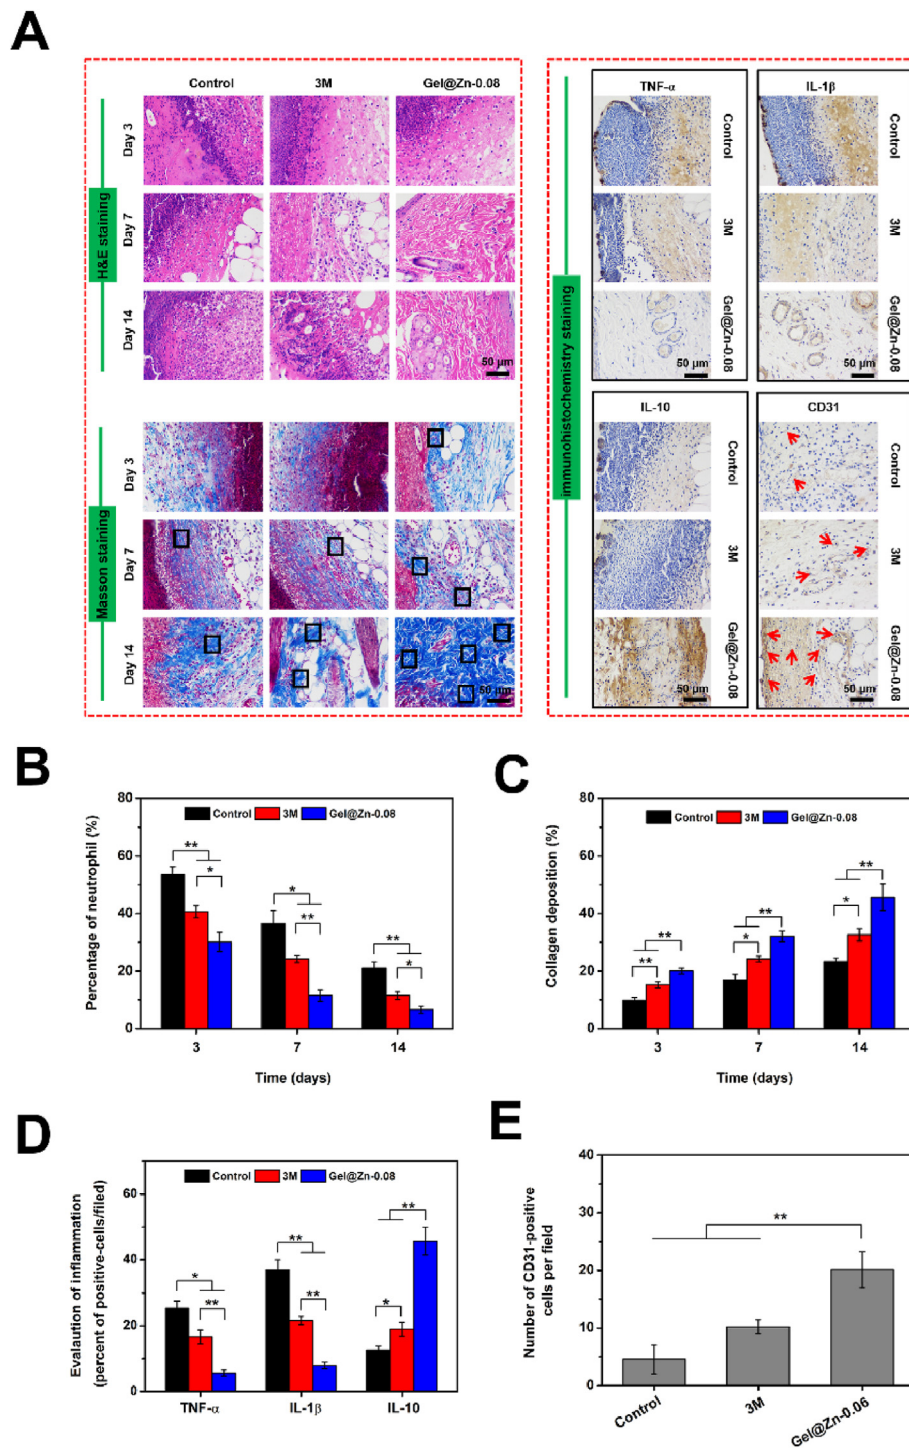 A
Control 3M Gel@Zn-0.08
H&E staining
Day 3
Day 7
Day 14
50 μm
Masson staining
Day 3
Day 7
Day 14
50 μm
immunohistochemistry staining
TNF-α IL-1β
Control Control
3M 3M
Gel@Zn-0.08 Gel@Zn-0.08
50 μm 50 μm
IL-10 CD31
Control Control
3M 3M
Gel@Zn-0.08 Gel@Zn-0.08
50 μm 50 μm
B
Percentage of neutrophil (%)
80
60
40
20
0
Control 3M Gel@Zn-0.08
** * * ** ** *
3 7 14
Time (days)
C
Collagen deposition (%)
80
60
40
20
0
Control 3M Gel@Zn-0.08
** ** * ** * **
3 7 14
Time (days)
D
Evalaution of inflammation
(percent of positive-cells/filed)
60
40
20
0
Control 3M Gel@Zn-0.08
* ** ** ** * **
TNF-α IL-1β IL-10
E
Number of CD31-positive
cells per field
40
30
20
10
0
**
Control 3M Gel@Zn-0.06